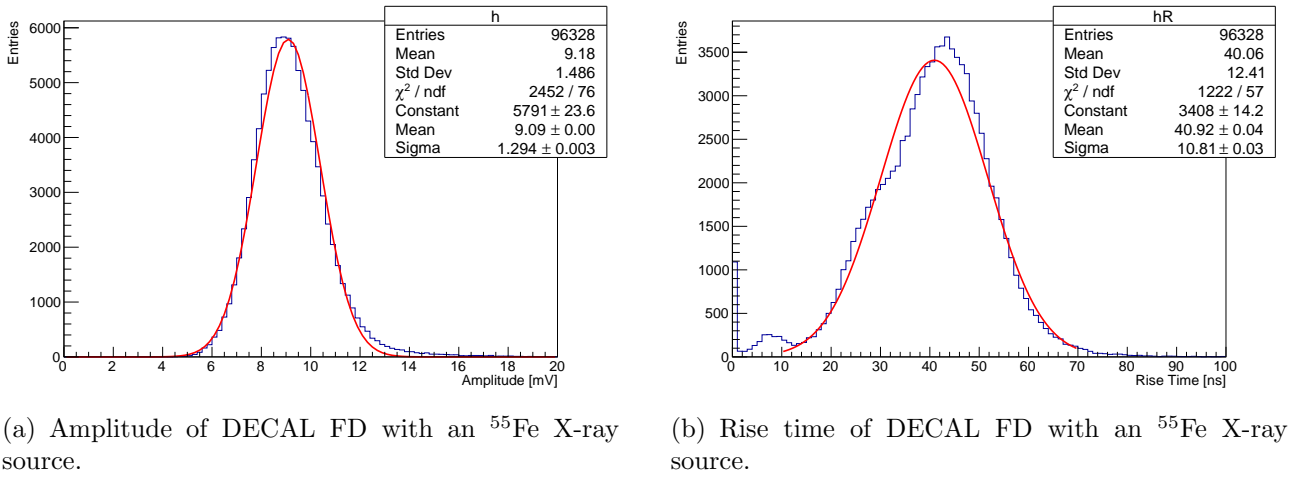 h
Entries 96328
Mean 9.18
Std Dev 1.486
χ² / ndf 2452 / 76
Constant 5791 ± 23.6
Mean 9.09 ± 0.00
Sigma 1.294 ± 0.003
Entries
6000
5000
4000
3000
2000
1000
0
0 2 4 6 8 10 12 14 16 18 20
Amplitude [mV]
(a) Amplitude of DECAL FD with an ⁵⁵Fe X-ray
source.
hR
Entries 96328
Mean 40.06
Std Dev 12.41
χ² / ndf 1222 / 57
Constant 3408 ± 14.2
Mean 40.92 ± 0.04
Sigma 10.81 ± 0.03
Entries
3500
3000
2500
2000
1500
1000
500
0
0 10 20 30 40 50 60 70 80 90 100
Rise Time [ns]
(b) Rise time of DECAL FD with an ⁵⁵Fe X-ray
source.